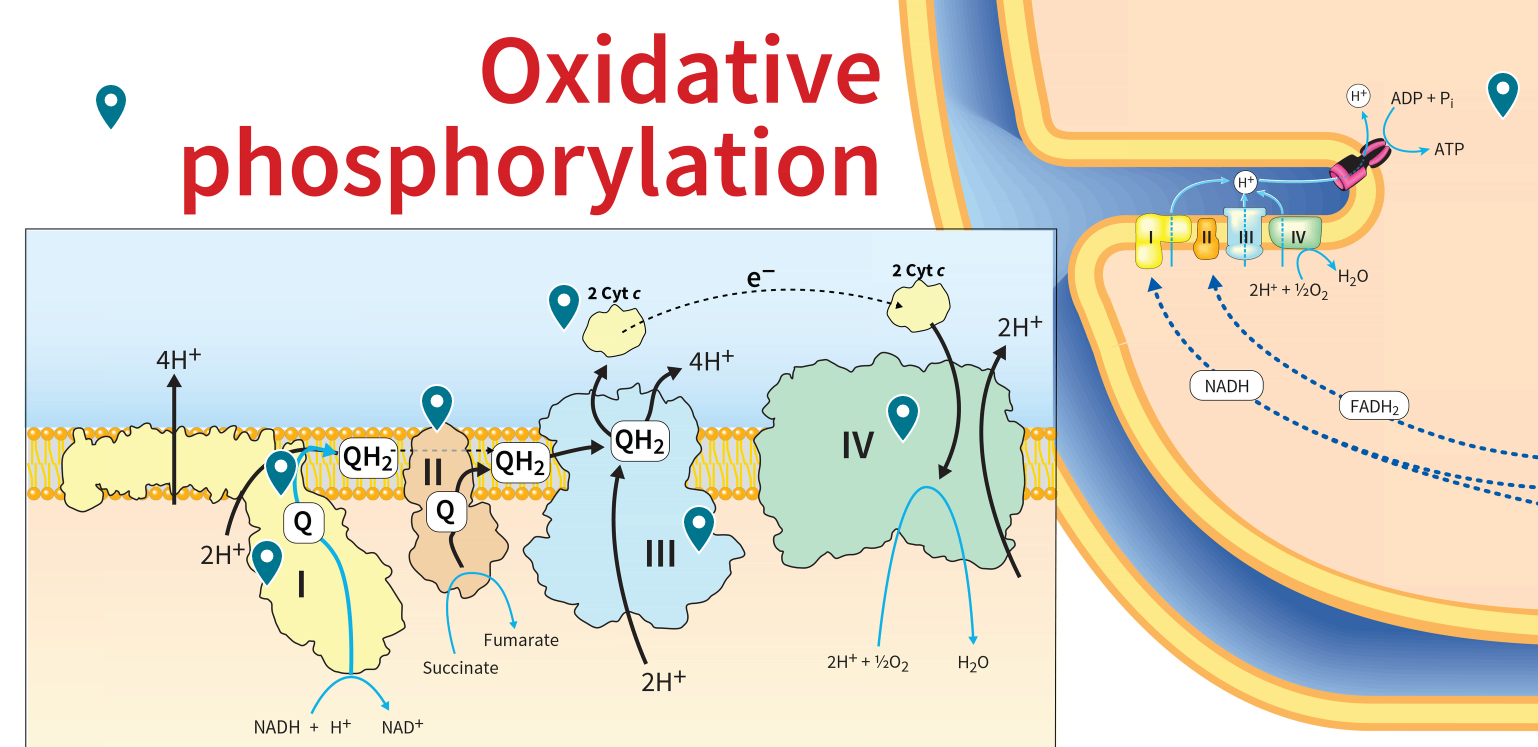 Oxidative
phosphorylation
H⁺
ADP + Pᵢ
ATP
H⁺
I
II
III
IV
H₂O
2H⁺ + ½O₂
NADH
FADH₂
2 Cyt c
e⁻
2 Cyt c
4H⁺
4H⁺
2H⁺
QH₂
II
QH₂
QH₂
IV
Q
Q
2H⁺
I
III
Fumarate
Succinate
2H⁺
2H⁺ + ½O₂
H₂O
NADH + H⁺
NAD⁺